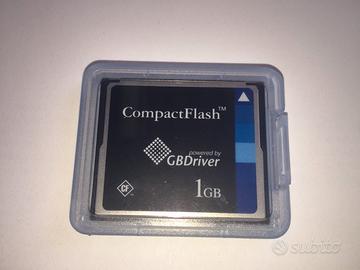 CompactFlash™
powered by
GBDriver
1GB
CF
subito